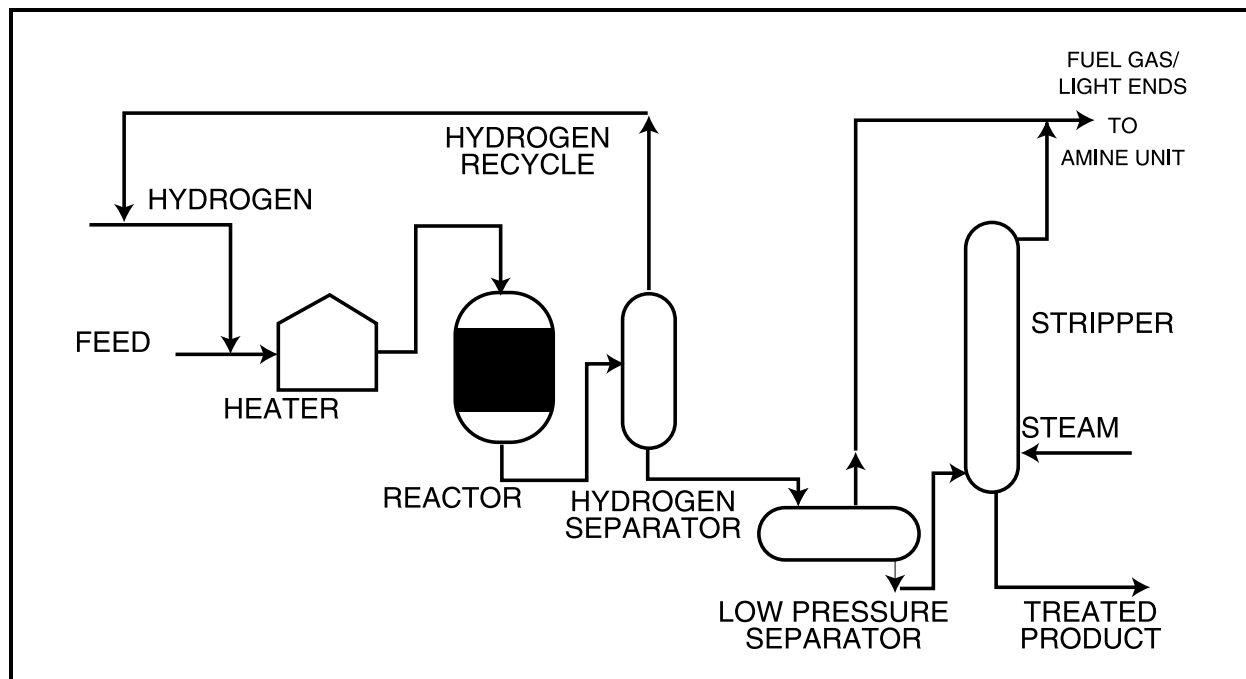 FUEL GAS/
LIGHT ENDS
TO
AMINE UNIT
HYDROGEN
RECYCLE
HYDROGEN
FEED
HEATER
REACTOR
HYDROGEN
SEPARATOR
STRIPPER
STEAM
LOW PRESSURE
SEPARATOR
TREATED
PRODUCT